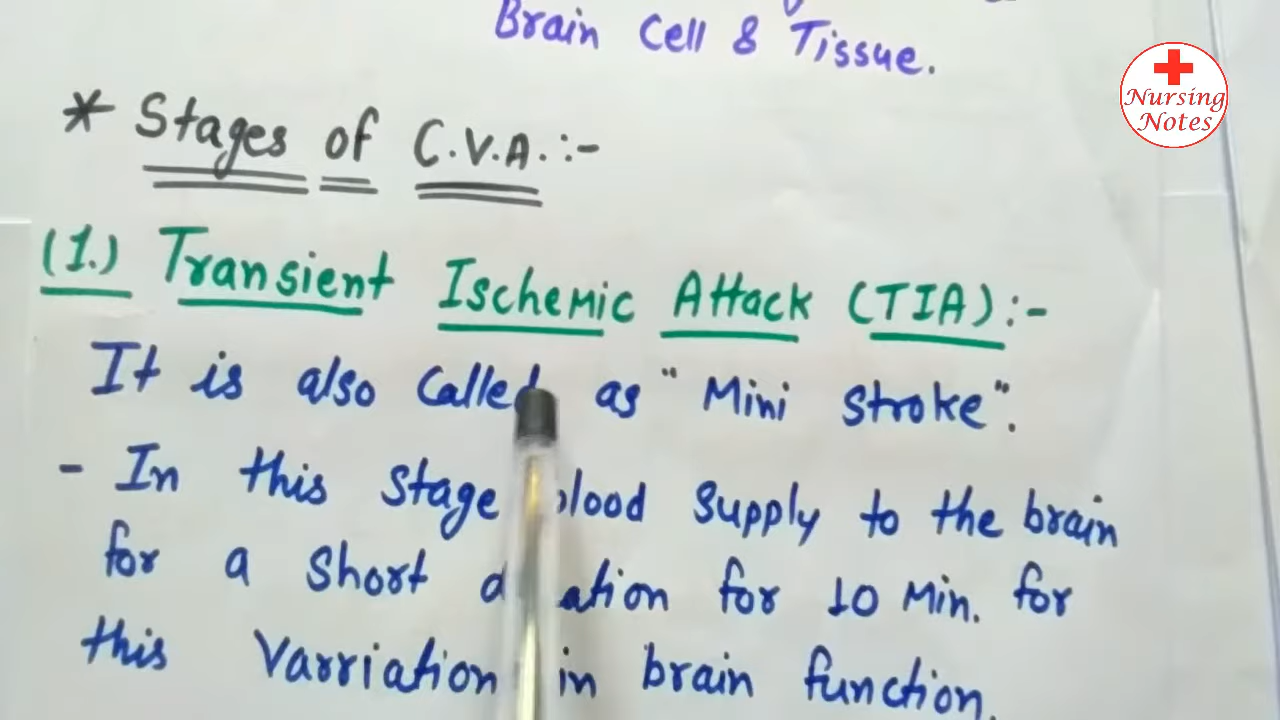 Brain Cell & Tissue.
* Stages of C.V.A. :-
(1.) Transient Ischemic Attack (TIA) :-
It is also Called as "Mini Stroke".
- In this Stage blood Supply to the brain
for a Short for 10 Min. for
this Varriation in brain function.
Nursing
Notes